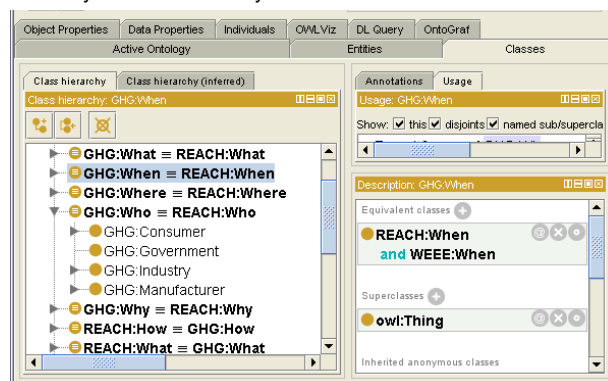 Object Properties Data Properties Individuals OWLViz DL Query OntoGraf
Active Ontology Entities Classes
Class hierarchy Class hierarchy (inferred)
Class hierarchy: GHG:When
GHG:What ≡ REACH:What
GHG:When ≡ REACH:When
GHG:Where ≡ REACH:Where
GHG:Who ≡ REACH:Who
GHG:Consumer
GHG:Government
GHG:Industry
GHG:Manufacturer
GHG:Why ≡ REACH:Why
REACH:How ≡ GHG:How
REACH:What ≡ GHG:What
Annotations Usage
Usage: GHG:When
Show: this disjoints named sub/supercla
Description: GHG:When
Equivalent classes
REACH:When
and WEEE:When
Superclasses
owl:Thing
Inherited anonymous classes